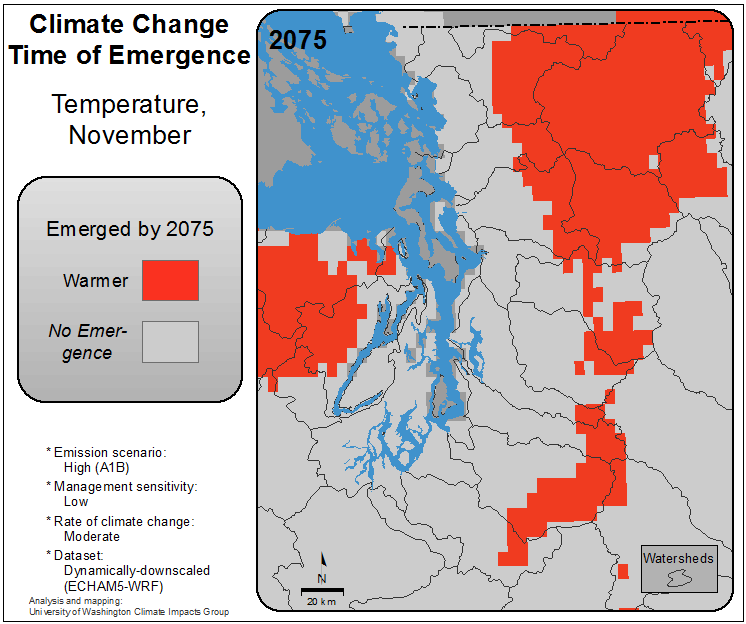 Climate Change
Time of Emergence
Temperature,
November
Emerged by 2075
Warmer
No Emer-
gence
* Emission scenario:
High (A1B)
* Management sensitivity:
Low
* Rate of climate change:
Moderate
* Dataset:
Dynamically-downscaled
(ECHAM5-WRF)
Analysis and mapping:
University of Washington Climate Impacts Group
2075
N
20 km
Watersheds